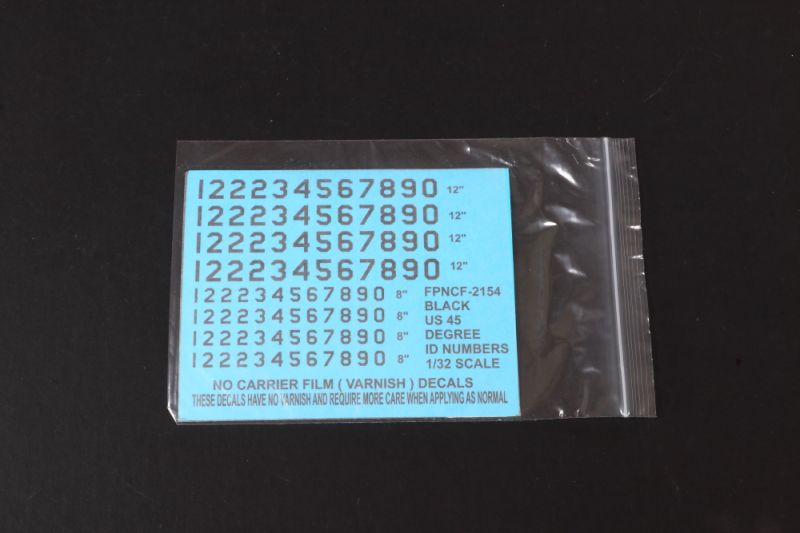 122234567890 12"
122234567890 12"
122234567890 12"
122234567890 12"
122234567890 8"
122234567890 8"
122234567890 8"
122234567890 8"
FPNCF-2154
BLACK
US 45
DEGREE
ID NUMBERS
1/32 SCALE
NO CARRIER FILM ( VARNISH ) DECALS
THESE DECALS HAVE NO VARNISH AND REQUIRE MORE CARE WHEN APPLYING AS NORMAL